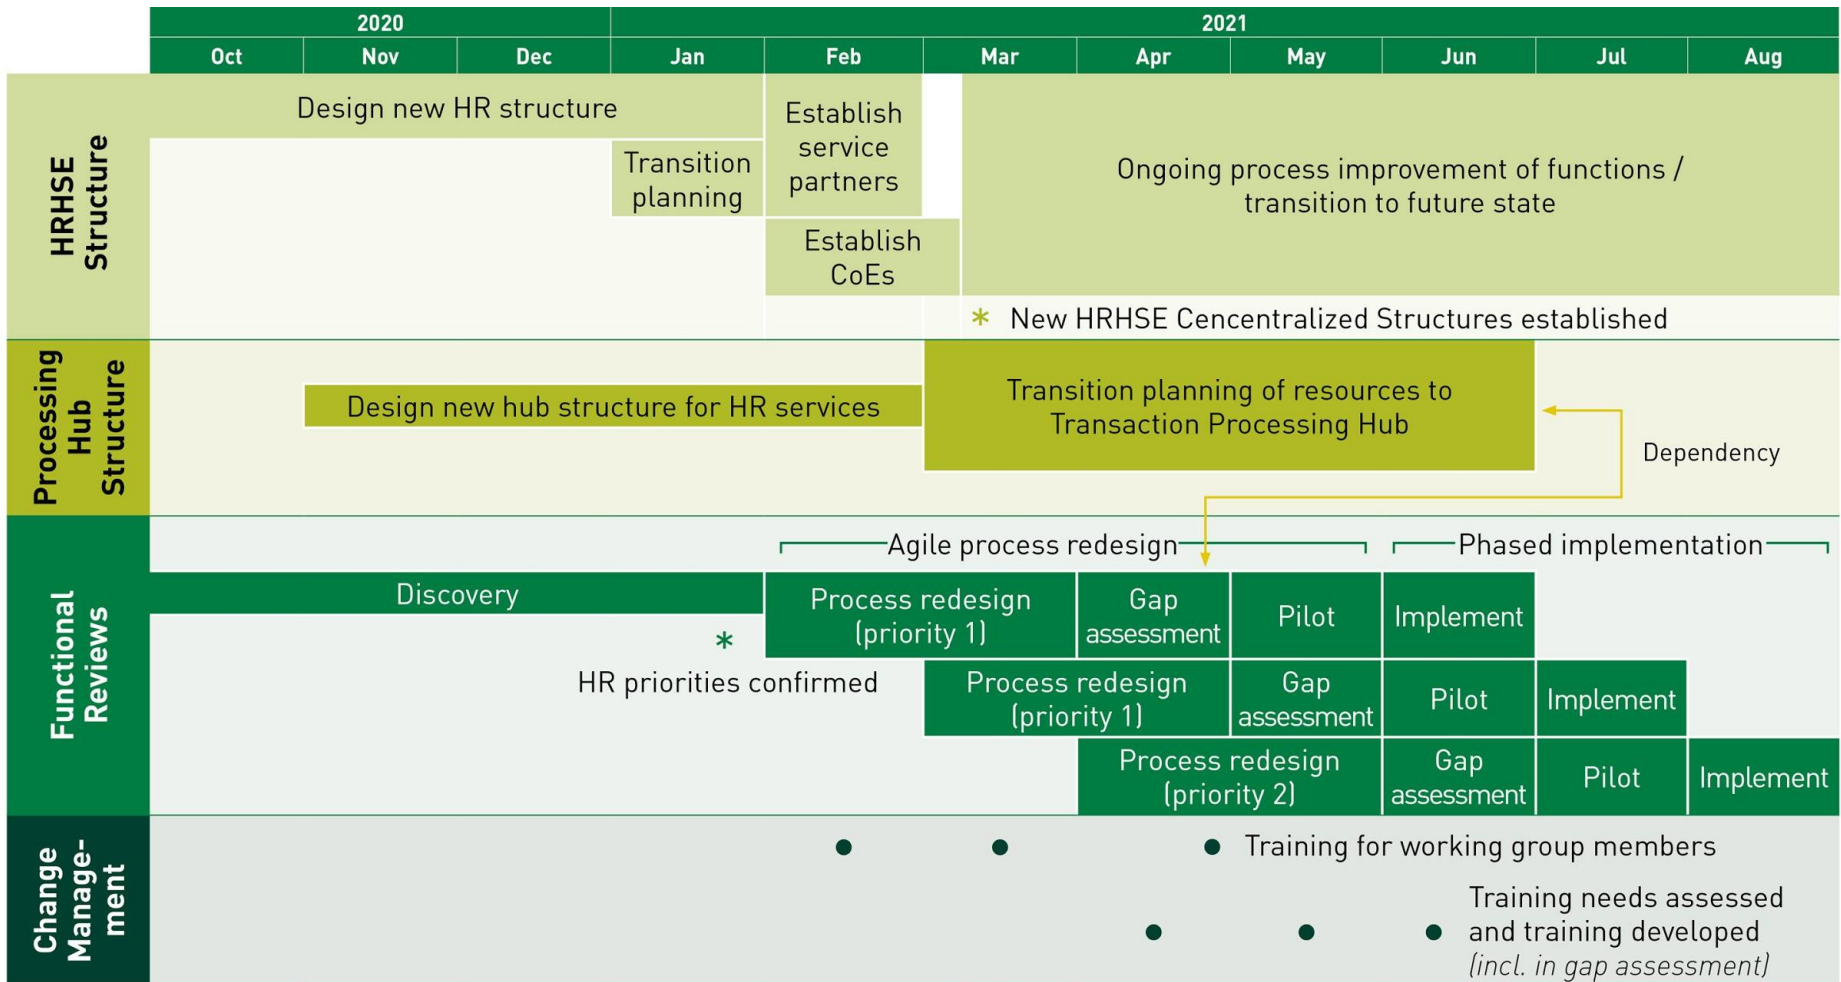 2020
2021
Oct
Nov
Dec
Jan
Feb
Mar
Apr
May
Jun
Jul
Aug
HRHSE
Structure
Design new HR structure
Transition
planning
Establish
service
partners
Establish
CoEs
Ongoing process improvement of functions /
transition to future state
* New HRHSE Cencentralized Structures established
Processing
Hub
Structure
Design new hub structure for HR services
Transition planning of resources to
Transaction Processing Hub
Dependency
Functional
Reviews
Agile process redesign
Phased implementation
Discovery
*
HR priorities confirmed
Process redesign
(priority 1)
Gap
assessment
Pilot
Implement
Process redesign
(priority 1)
Gap
assessment
Pilot
Implement
Process redesign
(priority 2)
Gap
assessment
Pilot
Implement
Change
Manage-
ment
Training for working group members
Training needs assessed
and training developed
(incl. in gap assessment)